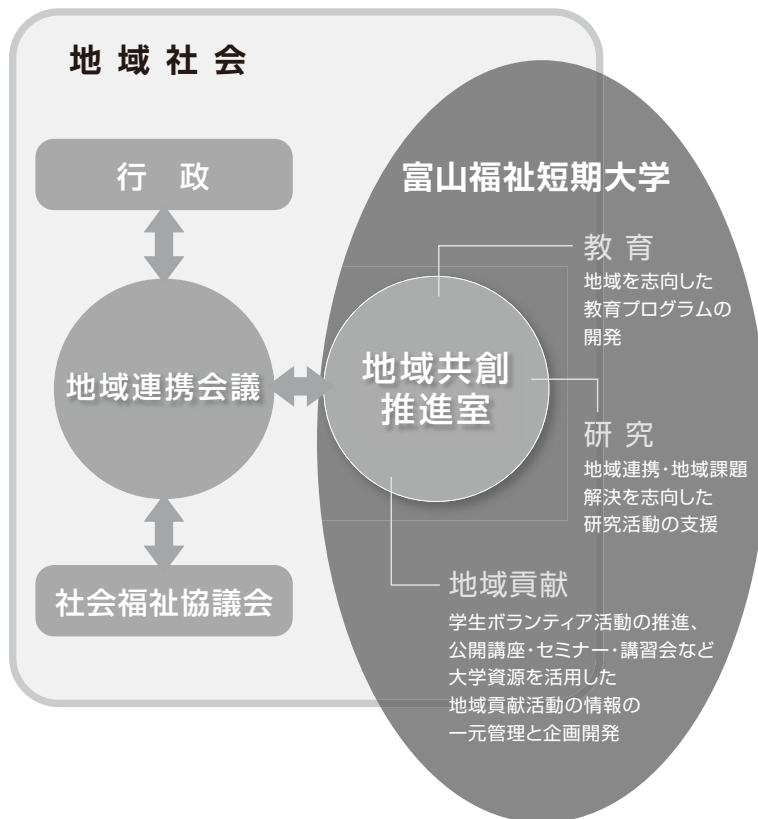 地域社会
行　政
地域連携会議
社会福祉協議会
富山福祉短期大学
地域共創
推進室
教 育
地域を志向した
教育プログラムの
開発
研 究
地域連携・地域課題
解決を志向した
研究活動の支援
地域貢献
学生ボランティア活動の推進、
公開講座・セミナー・講習会など
大学資源を活用した
地域貢献活動の情報の
一元管理と企画開発